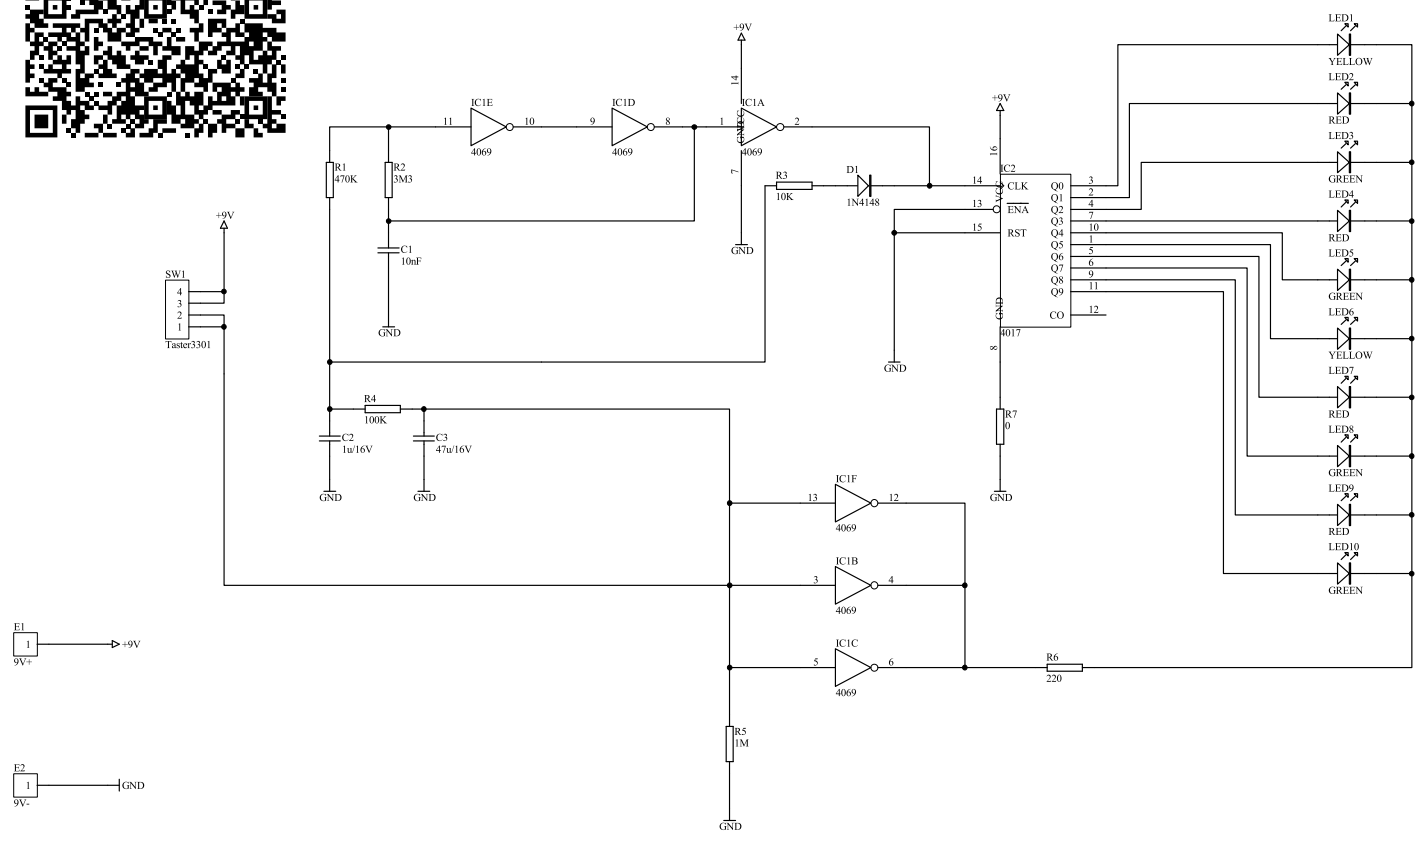 +9V
14
IC1E
11
10
4069
IC1D
9
8
4069
IC1A
1
VCC
GND
2
4069
7
GND
R1
470K
R2
3M3
C1
10nF
GND
R3
10K
D1
1N4148
+9V
16
IC2
VCC
14
CLK
13
ENA
15
RST
GND
8
4017
Q0
3
Q1
2
Q2
4
Q3
7
Q4
10
Q5
1
Q6
5
Q7
6
Q8
9
Q9
11
CO
12
GND
R7
0
GND
LED1
YELLOW
LED2
RED
LED3
GREEN
LED4
RED
LED5
GREEN
LED6
YELLOW
LED7
RED
LED8
GREEN
LED9
RED
LED10
GREEN
+9V
SW1
4
3
2
1
Taster3301
R4
100K
C2
1u/16V
GND
C3
47u/16V
GND
IC1F
13
12
4069
IC1B
3
4
4069
IC1C
5
6
4069
R6
220
R5
1M
GND
E1
1
9V+
+9V
E2
1
9V-
GND